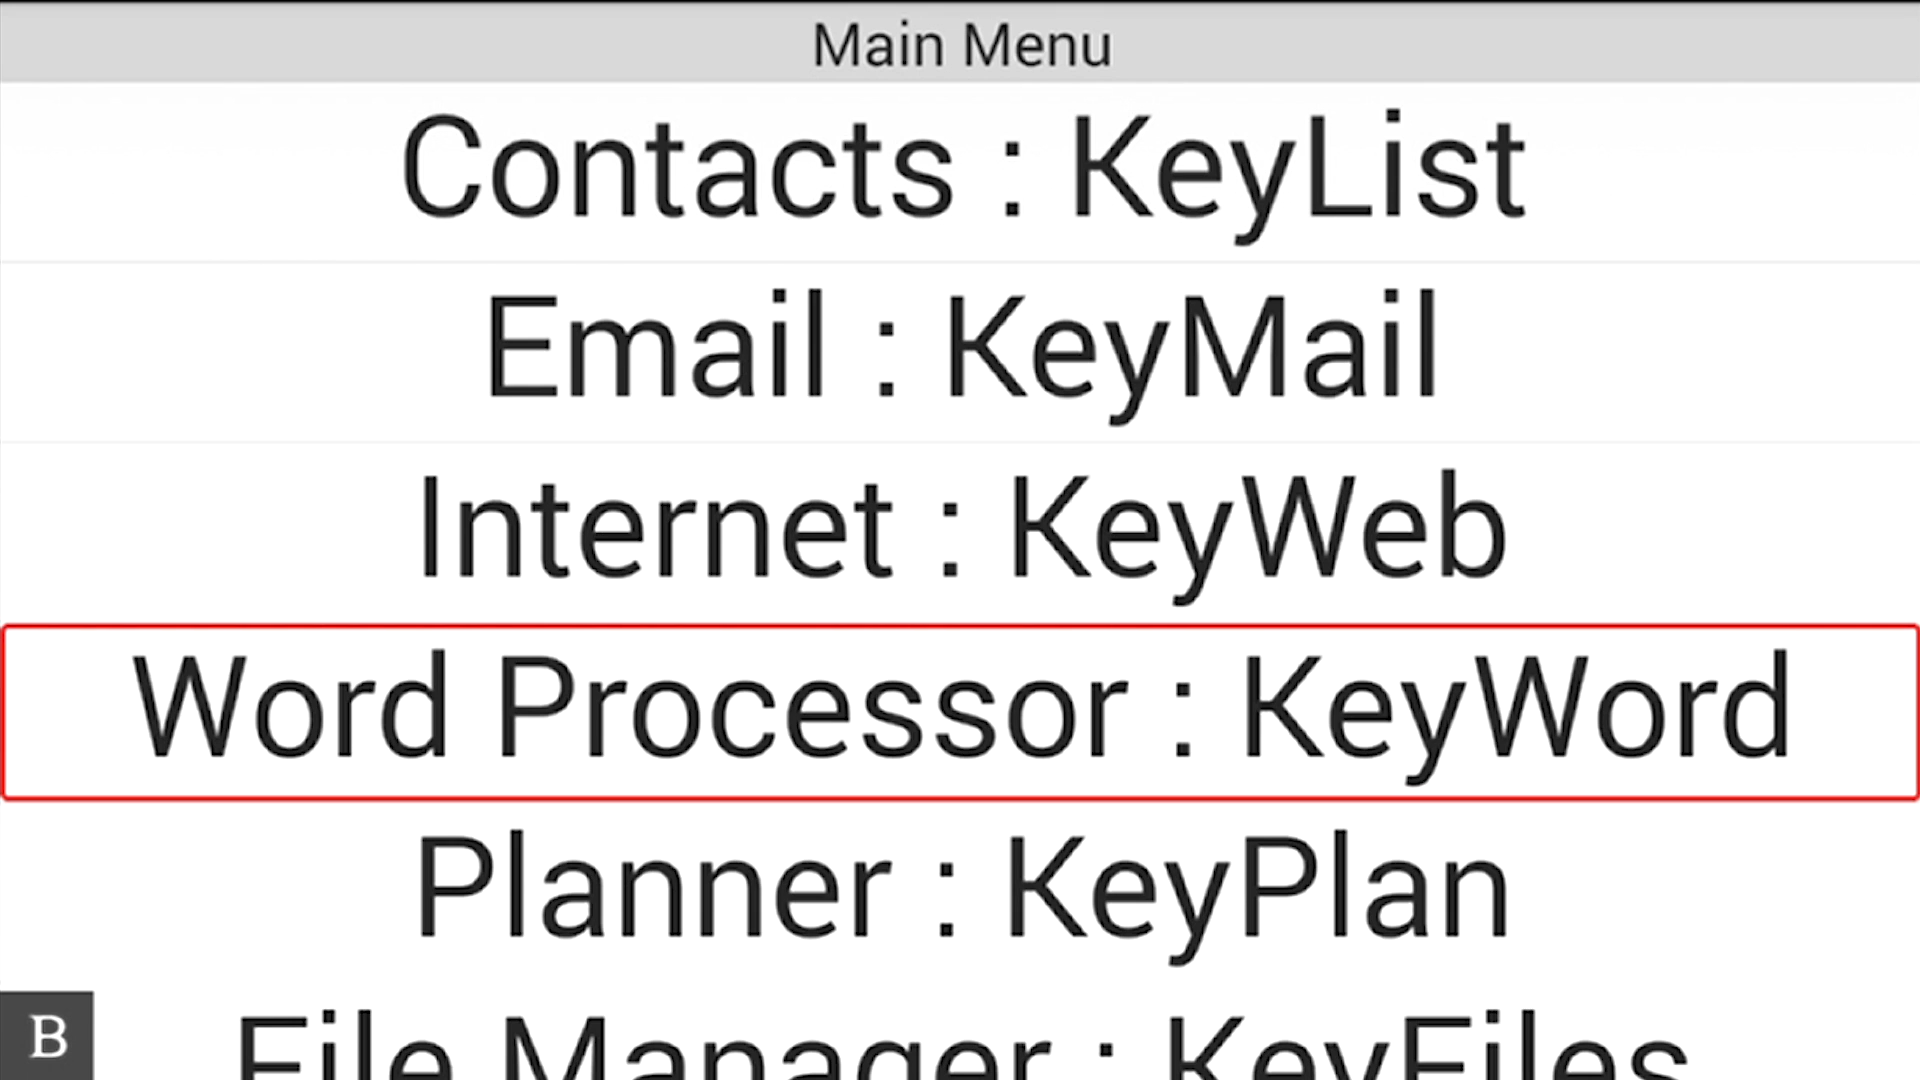 Main Menu
Contacts : KeyList
Email : KeyMail
Internet : KeyWeb
Word Processor : KeyWord
Planner : KeyPlan
B
File Manager : KeyFiles